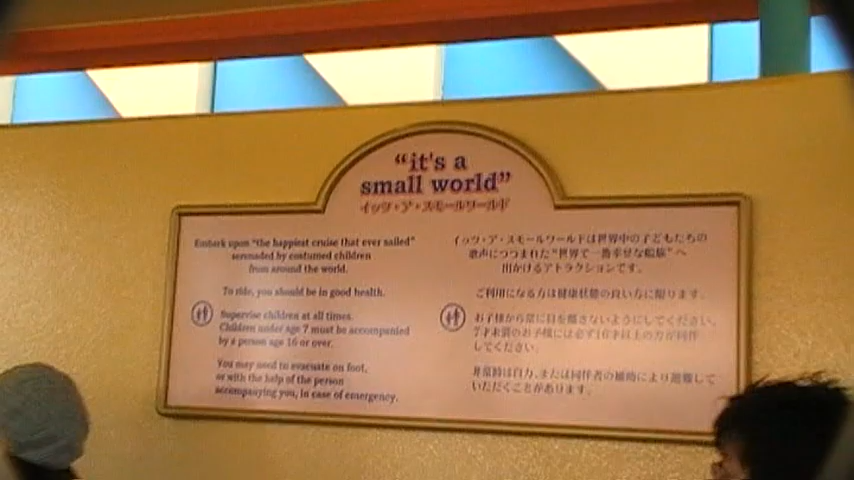 "it's a
small world"
イッツ・ア・スモールワールド
Embark upon "the happiest cruise that ever sailed"
serenaded by costumed children
from around the world.
To ride, you should be in good health.
Supervise children at all times.
Children under age 7 must be accompanied
by a person age 16 or over.
You may need to evacuate on foot,
or with the help of the person
accompanying you, in case of emergency.
イッツ・ア・スモールワールドは世界中の子どもたちの
歌声につつまれた"世界で一番幸せな船旅"へ
出かけるアトラクションです。
ご利用になる方は健康状態の良い方に限ります。
お子様から常に目を離さないようにしてください。
7才未満のお子様には必ず16才以上の方が同伴
してください。
非常時は自力、または同伴者の補助により避難して
いただくことがあります。